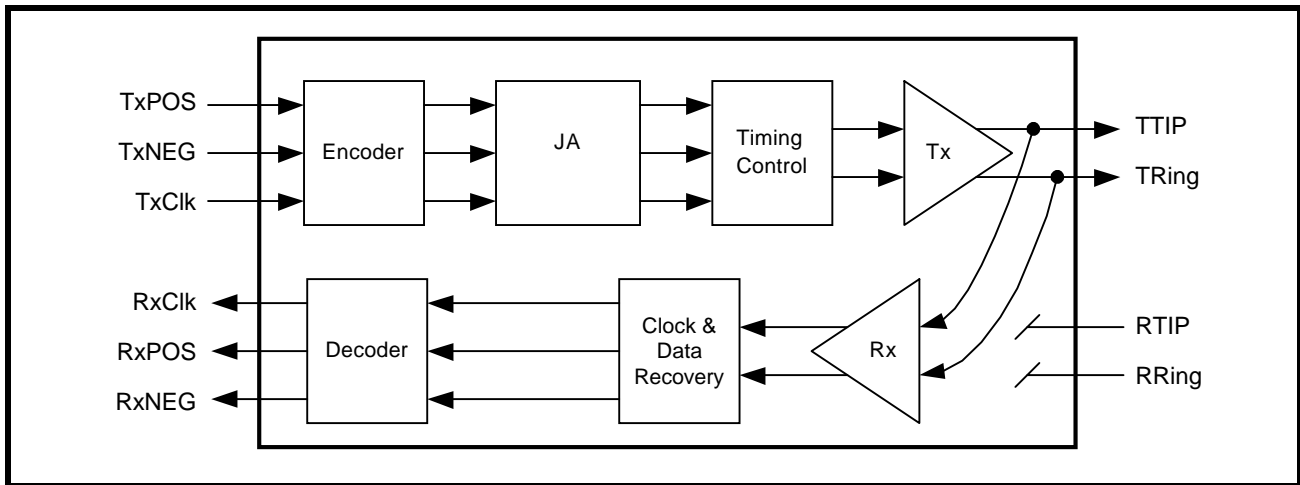 TxPOS
TxNEG
TxClk
Encoder
JA
Timing
Control
Tx
TTIP
TRing
RxClk
RxPOS
RxNEG
Decoder
Clock &
Data
Recovery
Rx
RTIP
RRing